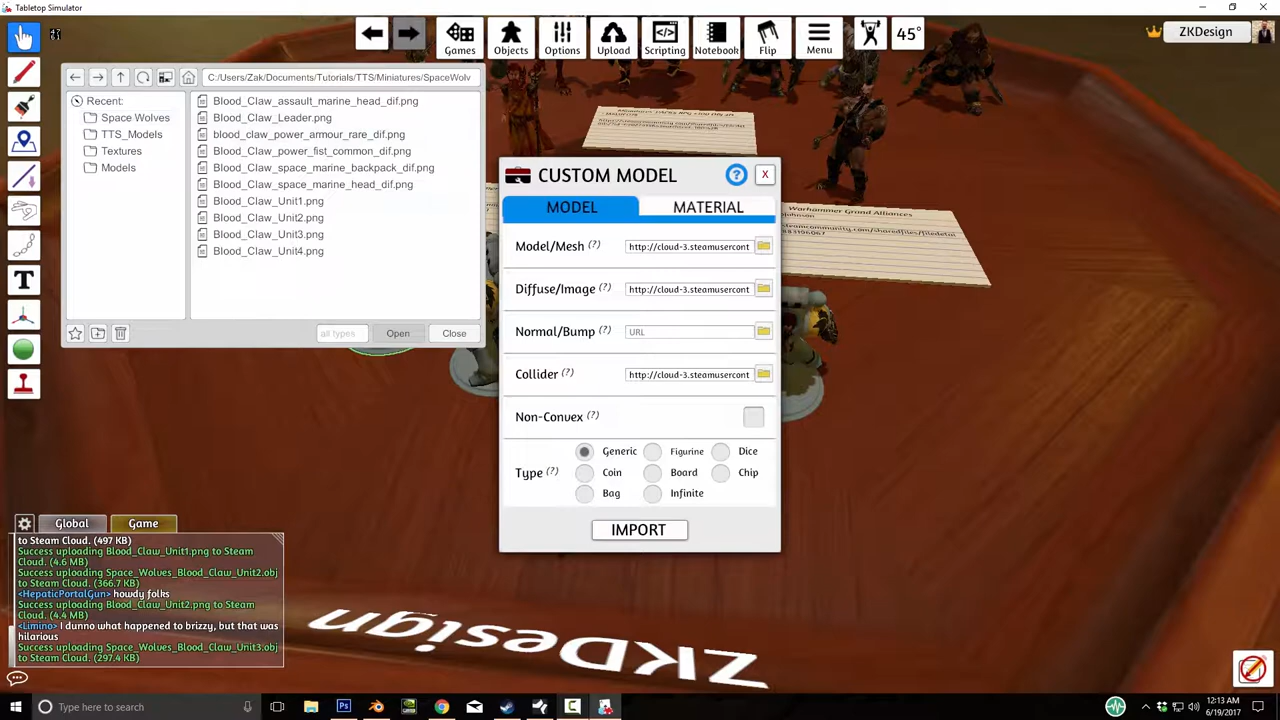 Tabletop Simulator
Games
Objects
Options
Upload
Scripting
Notebook
Flip
Menu
45°
ZKDesign
C:/Users/Zak/Documents/Tutorials/TTS/Miniatures/SpaceWolv
Recent:
Space Wolves
TTS_Models
Textures
Models
Blood_Claw_assault_marine_head_dif.png
Blood_Claw_Leader.png
blood_claw_power_armour_rare_dif.png
Blood_Claw_power_fist_common_dif.png
Blood_Claw_space_marine_backpack_dif.png
Blood_Claw_space_marine_head_dif.png
Blood_Claw_Unit1.png
Blood_Claw_Unit2.png
Blood_Claw_Unit3.png
Blood_Claw_Unit4.png
all types
Open
Close
CUSTOM MODEL
?
X
MODEL
MATERIAL
Model/Mesh (?)
http://cloud-3.steamusercont
Diffuse/Image (?)
http://cloud-3.steamusercont
Normal/Bump (?)
URL
Collider (?)
http://cloud-3.steamusercont
Non-Convex (?)
Type (?)
Generic
Figurine
Dice
Coin
Board
Chip
Bag
Infinite
IMPORT
Warhammer Grand Alliances
Global
Game
to Steam Cloud. (497 KB)
Success uploading Blood_Claw_Unit1.png to Steam
Cloud. (4.6 MB)
Success uploading Space_Wolves_Blood_Claw_Unit2.obj
to Steam Cloud. (366.7 KB)
<HepaticPortalGun> howdy folks
Success uploading Blood_Claw_Unit2.png to Steam
Cloud. (4.4 MB)
<Limino> I dunno what happened to brizzy, but that was
hilarious
Success uploading Space_Wolves_Blood_Claw_Unit3.obj
to Steam Cloud. (297.4 KB)
ZKDesign
Type here to search
12:13 AM
6/19/2017